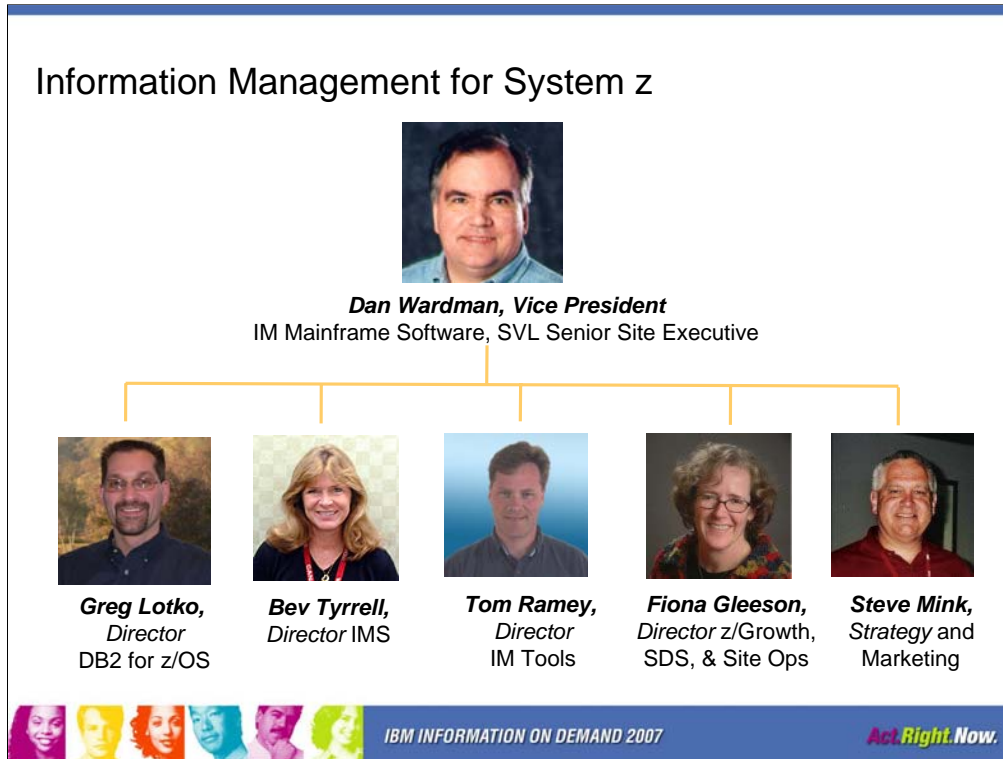 Information Management for System z
Dan Wardman, Vice President
IM Mainframe Software, SVL Senior Site Executive
Greg Lotko,
Director
DB2 for z/OS
Bev Tyrrell,
Director IMS
Tom Ramey,
Director
IM Tools
Fiona Gleeson,
Director z/Growth,
SDS, & Site Ops
Steve Mink,
Strategy and
Marketing
IBM INFORMATION ON DEMAND 2007
Act.Right.Now.